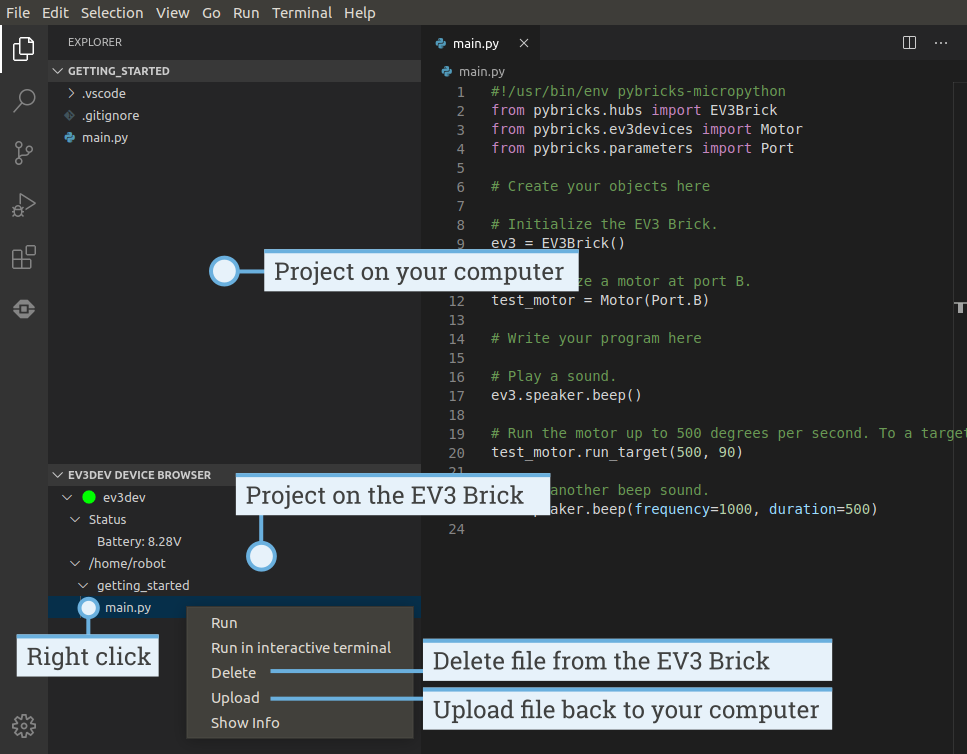 File Edit Selection View Go Run Terminal Help
EXPLORER
GETTING_STARTED
.vscode
.gitignore
main.py
main.py
main.py
1 #!/usr/bin/env pybricks-micropython
2 from pybricks.hubs import EV3Brick
3 from pybricks.ev3devices import Motor
4 from pybricks.parameters import Port
5
6 # Create your objects here
7
8 # Initialize the EV3 Brick.
9 ev3 = EV3Brick()
Project on your computer
ze a motor at port B.
12 test_motor = Motor(Port.B)
13
14 # Write your program here
15
16 # Play a sound.
17 ev3.speaker.beep()
18
19 # Run the motor up to 500 degrees per second. To a target
20 test_motor.run_target(500, 90)
21
another beep sound.
eaker.beep(frequency=1000, duration=500)
24
EV3DEV DEVICE BROWSER
ev3dev
Status
Battery: 8.28V
/home/robot
getting_started
main.py
Project on the EV3 Brick
Right click
Run
Run in interactive terminal
Delete
Upload
Show Info
Delete file from the EV3 Brick
Upload file back to your computer